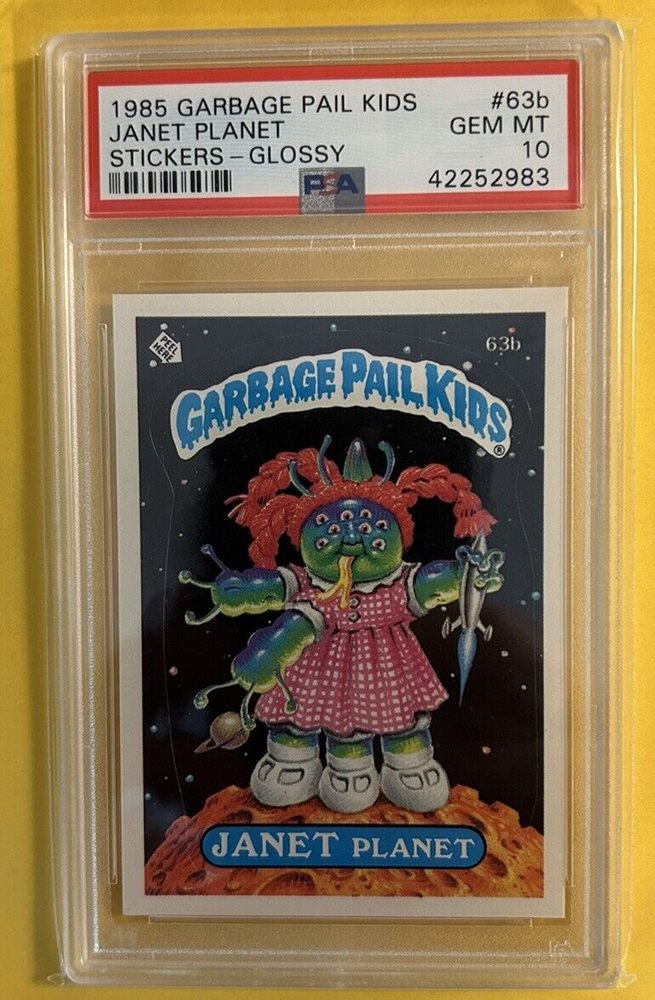 1985 GARBAGE PAIL KIDS #63b
JANET PLANET GEM MT
STICKERS – GLOSSY 10
PSA 42252983
PEEL HERE
63b
GARBAGE PAIL KIDS®
JANET PLANET